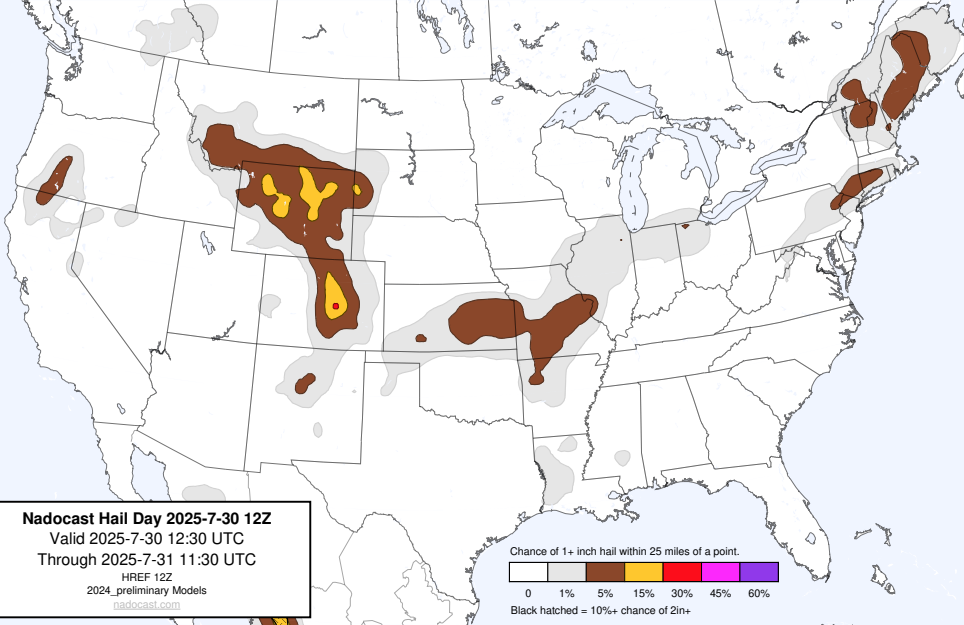 Nadocast Hail Day 2025-7-30 12Z
Valid 2025-7-30 12:30 UTC
Through 2025-7-31 11:30 UTC
HREF 12Z
2024_preliminary Models
nadocast.com
Chance of 1+ inch hail within 25 miles of a point.
0 1% 5% 15% 30% 45% 60%
Black hatched = 10%+ chance of 2in+